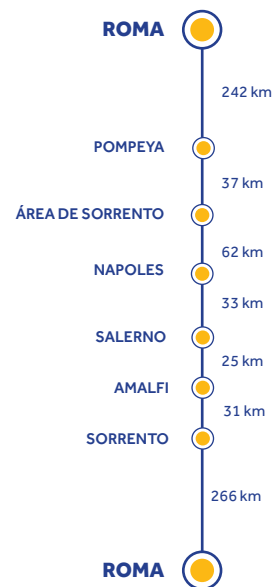 ROMA
242 km
POMPEYA
37 km
ÁREA DE SORRENTO
62 km
NAPOLES
33 km
SALERNO
25 km
AMALFI
31 km
SORRENTO
266 km
ROMA